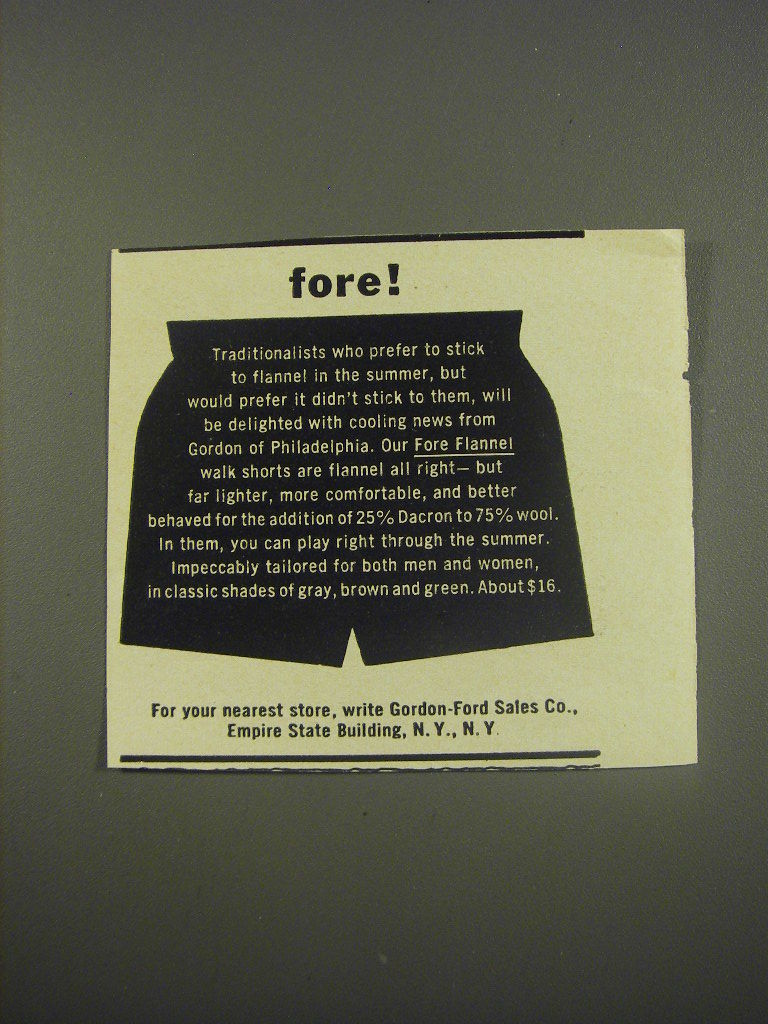 fore!
Traditionalists who prefer to stick
to flannel in the summer, but
would prefer it didn't stick to them, will
be delighted with cooling news from
Gordon of Philadelphia. Our Fore Flannel
walk shorts are flannel all right— but
far lighter, more comfortable, and better
behaved for the addition of 25% Dacron to 75% wool.
In them, you can play right through the summer.
Impeccably tailored for both men and women,
in classic shades of gray, brown and green. About $16.
For your nearest store, write Gordon-Ford Sales Co.,
Empire State Building, N. Y., N. Y.